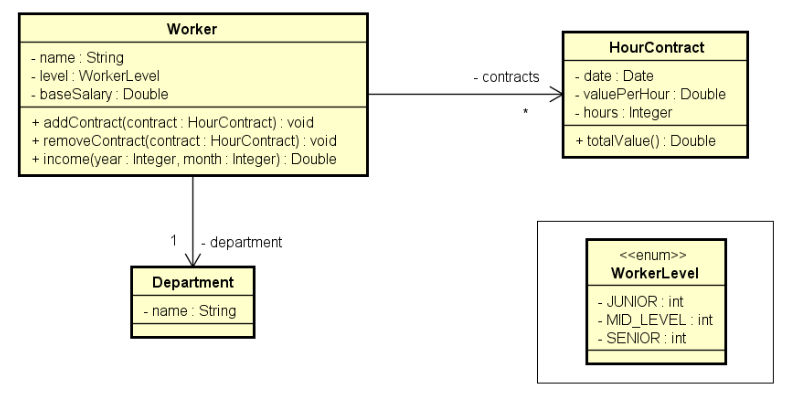 Worker
- name : String
- level : WorkerLevel
- baseSalary : Double
+ addContract(contract : HourContract) : void
+ removeContract(contract : HourContract) : void
+ income(year : Integer, month : Integer) : Double
- contracts
*
HourContract
- date : Date
- valuePerHour : Double
- hours : Integer
+ totalValue() : Double
1
- department
Department
- name : String
<<enum>>
WorkerLevel
- JUNIOR : int
- MID_LEVEL : int
- SENIOR : int